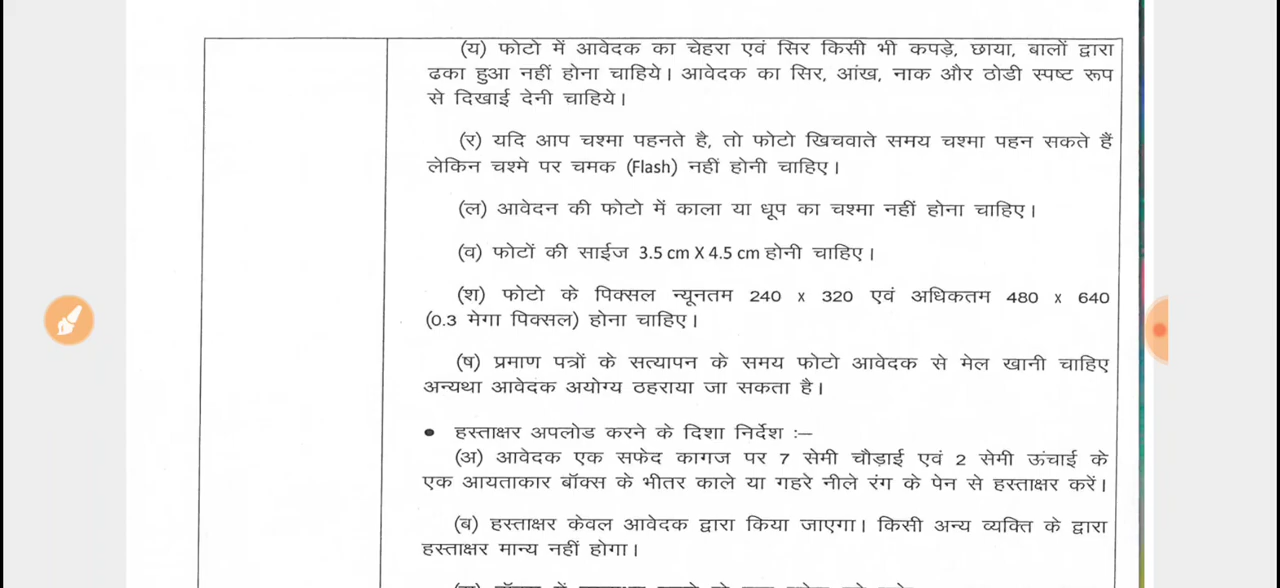 (य) फोटो में आवेदक का चेहरा एवं सिर किसी भी कपड़े, छाया, बालों द्वारा
ढका हुआ नहीं होना चाहिये। आवेदक का सिर, आंख, नाक और ठोडी स्पष्ट रूप
से दिखाई देनी चाहिये।
(र) यदि आप चश्मा पहनते है, तो फोटो खिचवाते समय चश्मा पहन सकते हैं
लेकिन चश्मे पर चमक (Flash) नहीं होनी चाहिए।
(ल) आवेदन की फोटो में काला या धूप का चश्मा नहीं होना चाहिए।
(व) फोटों की साईज 3.5 cm X 4.5 cm होनी चाहिए।
(श) फोटो के पिक्सल न्यूनतम 240 x 320 एवं अधिकतम 480 x 640
(0.3 मेगा पिक्सल) होना चाहिए।
(ष) प्रमाण पत्रों के सत्यापन के समय फोटो आवेदक से मेल खानी चाहिए
अन्यथा आवेदक अयोग्य ठहराया जा सकता है।
• हस्ताक्षर अपलोड करने के दिशा निर्देश :–
(अ) आवेदक एक सफेद कागज पर 7 सेमी चौड़ाई एवं 2 सेमी ऊंचाई के
एक आयताकार बॉक्स के भीतर काले या गहरे नीले रंग के पेन से हस्ताक्षर करें।
(ब) हस्ताक्षर केवल आवेदक द्वारा किया जाएगा। किसी अन्य व्यक्ति के द्वारा
हस्ताक्षर मान्य नहीं होगा।